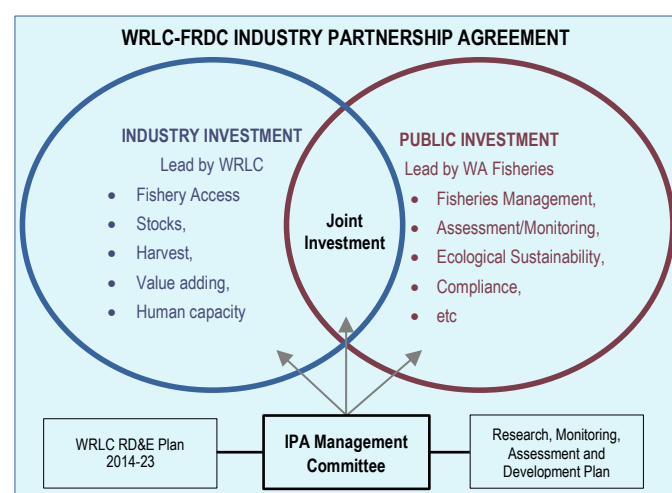 WRLC-FRDC INDUSTRY PARTNERSHIP AGREEMENT
INDUSTRY INVESTMENT
Lead by WRLC
• Fishery Access
• Stocks,
• Harvest,
• Value adding,
• Human capacity
Joint
Investment
PUBLIC INVESTMENT
Lead by WA Fisheries
• Fisheries Management,
• Assessment/Monitoring,
• Ecological Sustainability,
• Compliance,
• etc
WRLC RD&E Plan
2014-23
IPA Management
Committee
Research, Monitoring,
Assessment and
Development Plan